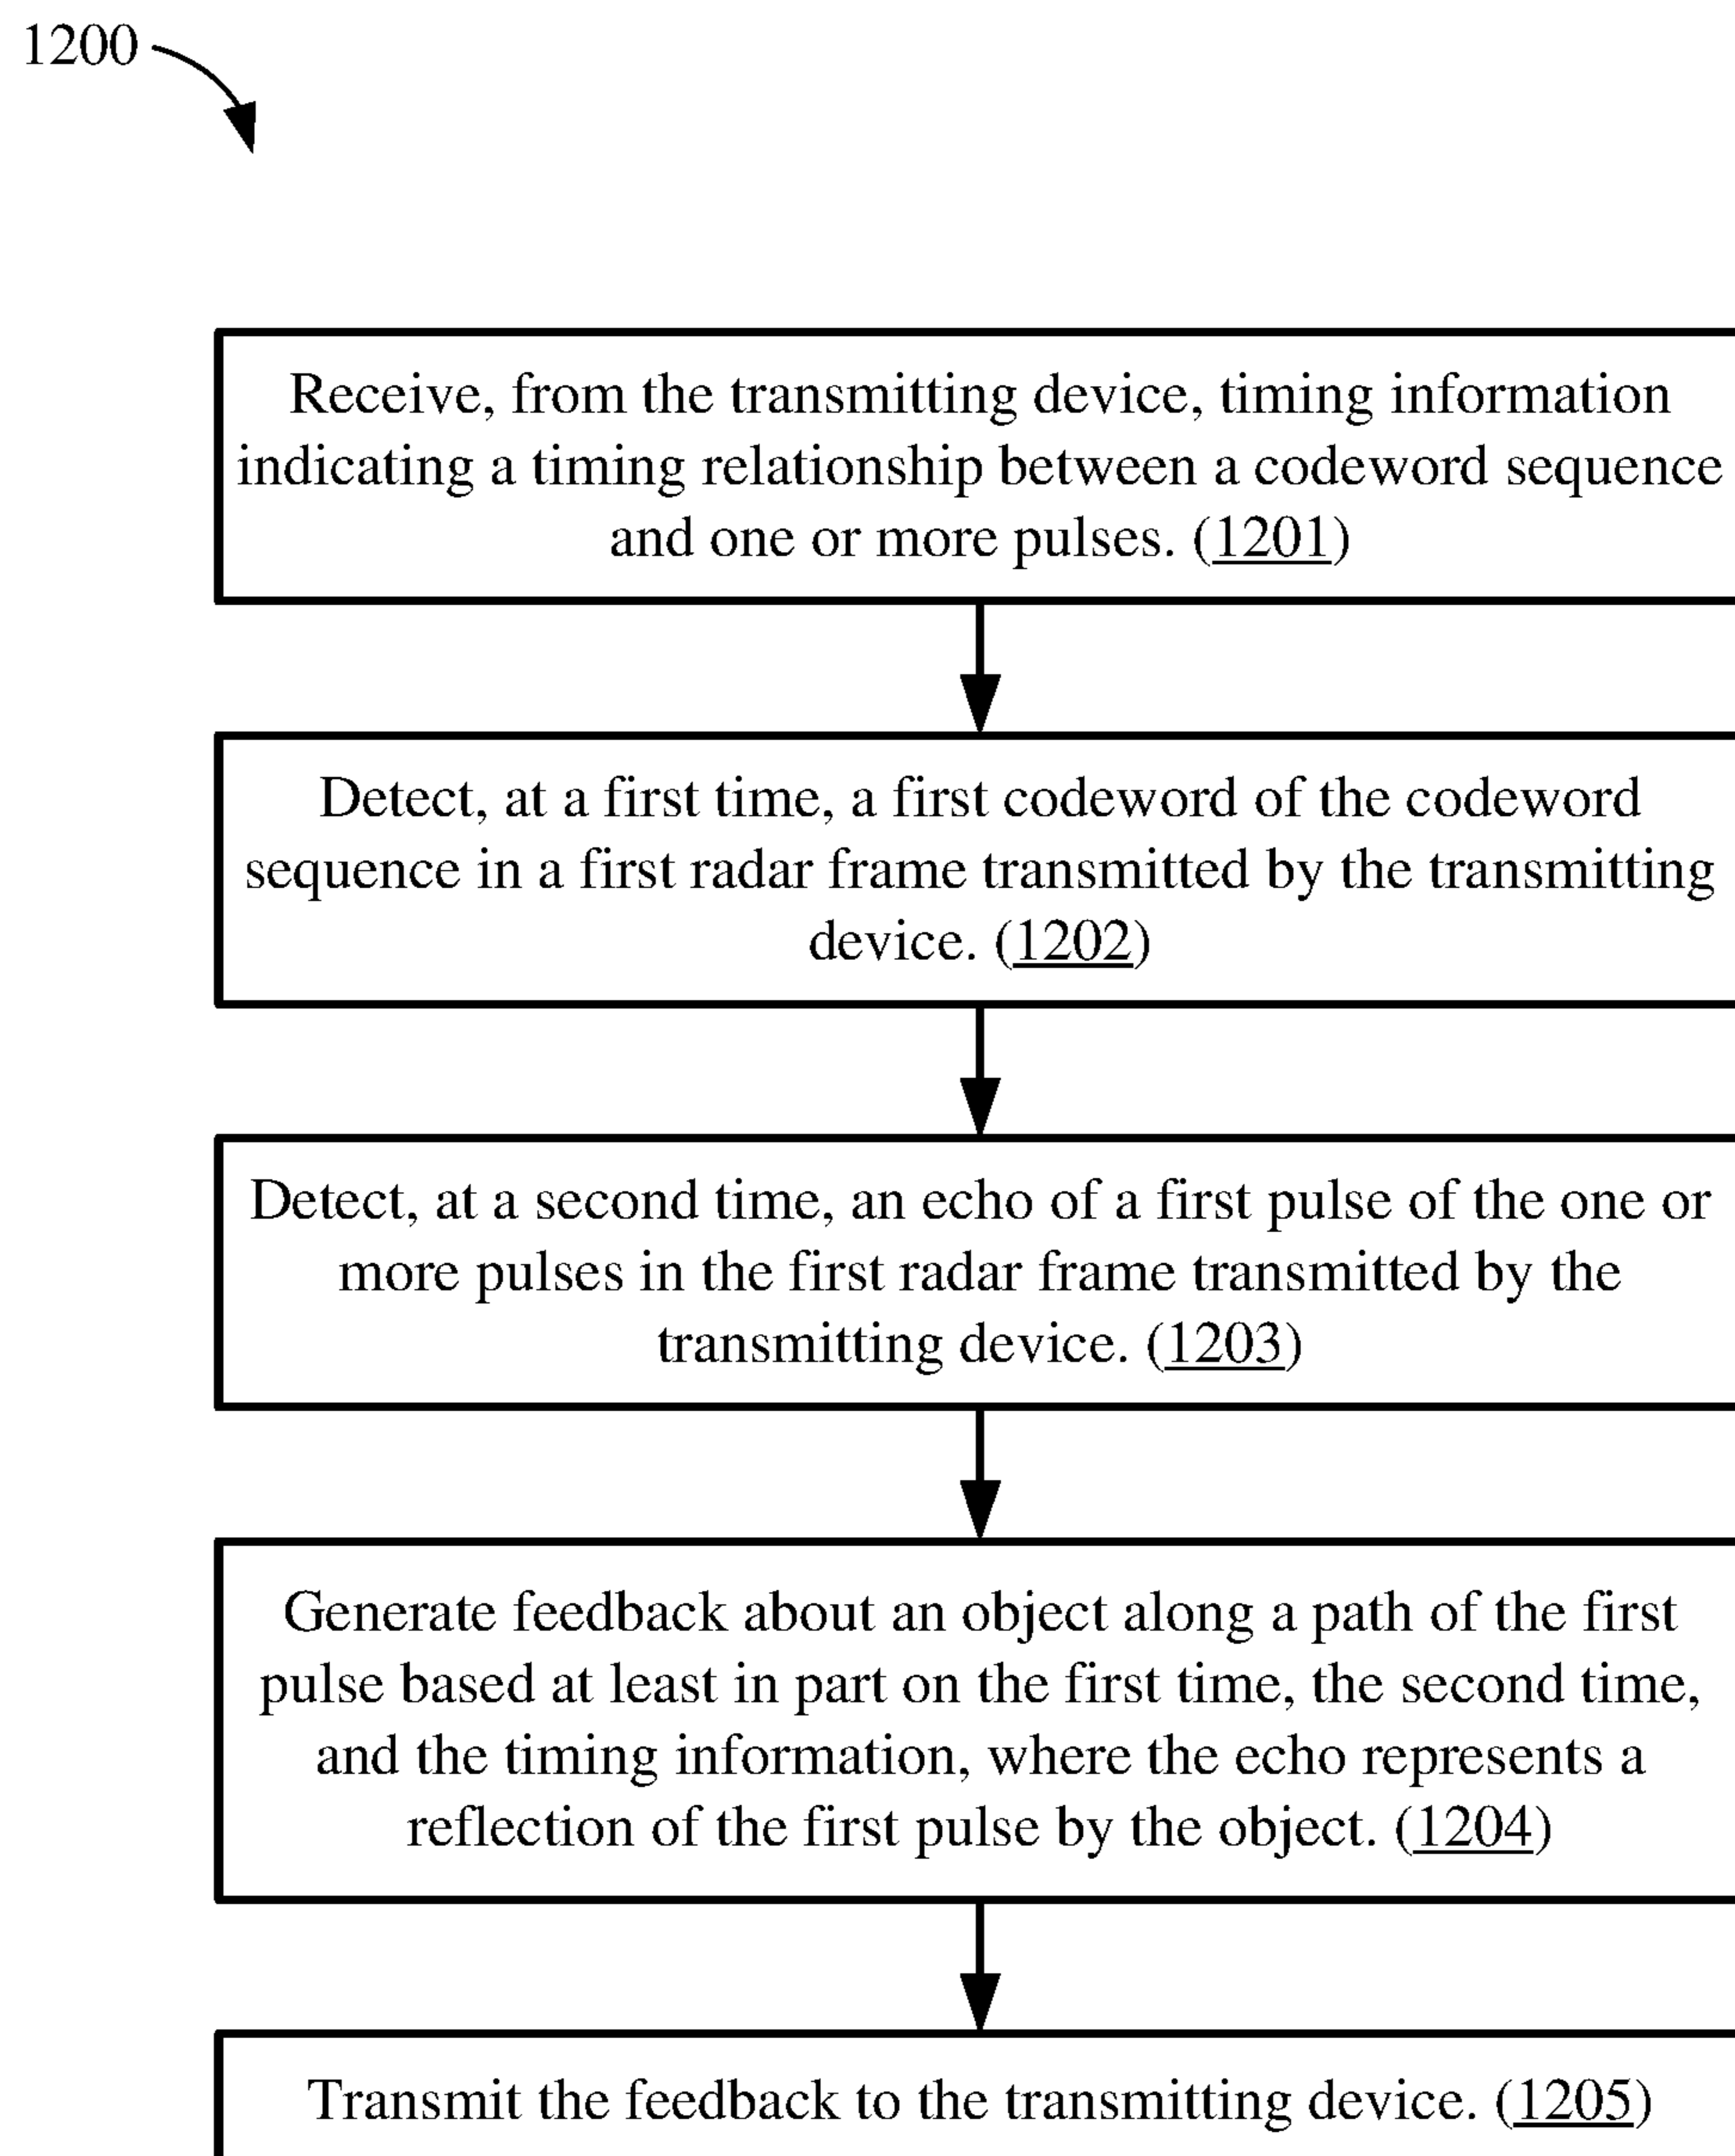 1200
Receive, from the transmitting device, timing information
indicating a timing relationship between a codeword sequence
and one or more pulses. (1201)
Detect, at a first time, a first codeword of the codeword
sequence in a first radar frame transmitted by the transmitting
device. (1202)
Detect, at a second time, an echo of a first pulse of the one or
more pulses in the first radar frame transmitted by the
transmitting device. (1203)
Generate feedback about an object along a path of the first
pulse based at least in part on the first time, the second time,
and the timing information, where the echo represents a
reflection of the first pulse by the object. (1204)
Transmit the feedback to the transmitting device. (1205)